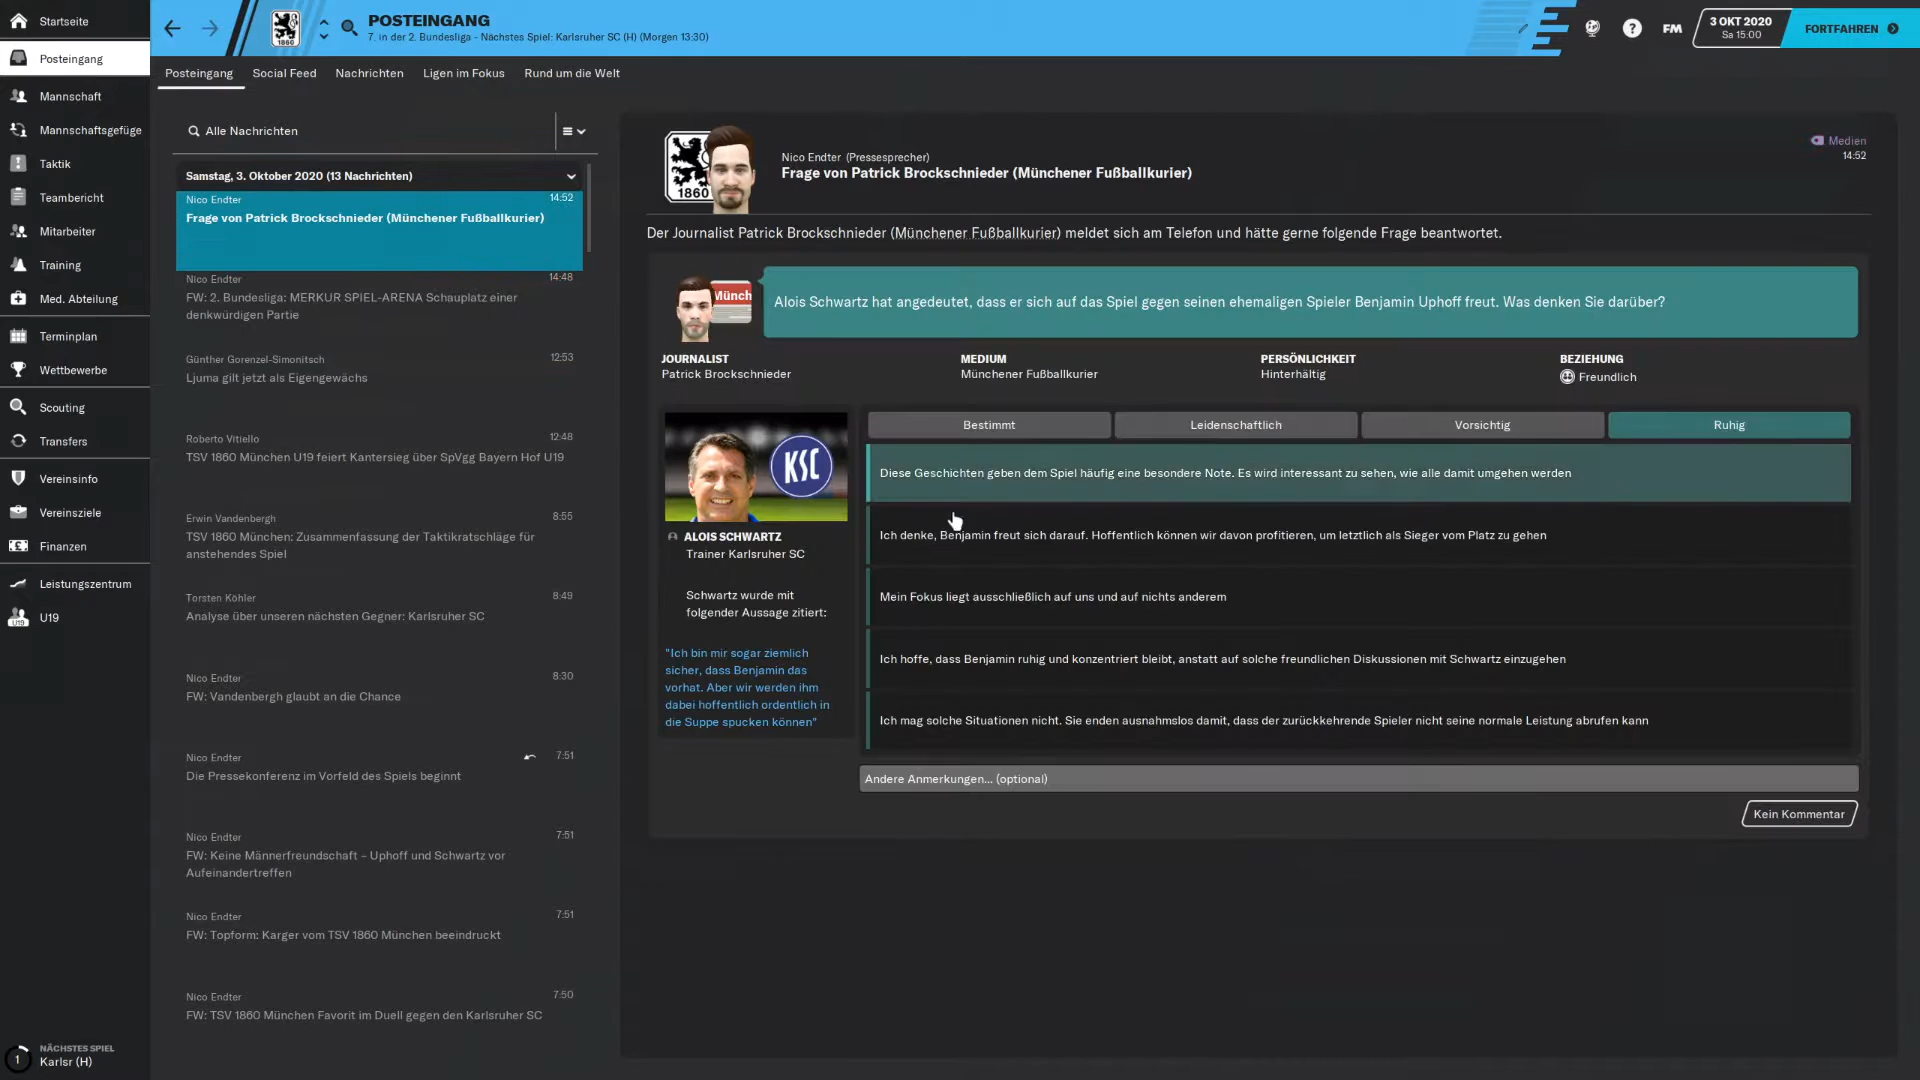 Startseite
Posteingang
Mannschaft
Mannschaftsgefüge
Taktik
Teambericht
Mitarbeiter
Training
Med. Abteilung
Terminplan
Wettbewerbe
Scouting
Transfers
Vereinsinfo
Vereinsziele
Finanzen
Leistungszentrum
U19
U19
1
NÄCHSTES SPIEL
Karlsr (H)
1860
POSTEINGANG
7. in der 2. Bundesliga - Nächstes Spiel: Karlsruher SC (H) (Morgen 13:30)
?
FM
3 OKT 2020
Sa 15:00
FORTFAHREN
Posteingang
Social Feed
Nachrichten
Ligen im Fokus
Rund um die Welt
Alle Nachrichten
Samstag, 3. Oktober 2020 (13 Nachrichten)
Nico Endter 14:52
Frage von Patrick Brockschnieder (Münchener Fußballkurier)
Nico Endter 14:48
FW: 2. Bundesliga: MERKUR SPIEL-ARENA Schauplatz einer
denkwürdigen Partie
Günther Gorenzel-Simonitsch 12:53
Ljuma gilt jetzt als Eigengewächs
Roberto Vitiello 12:48
TSV 1860 München U19 feiert Kantersieg über SpVgg Bayern Hof U19
Erwin Vandenbergh 8:55
TSV 1860 München: Zusammenfassung der Taktikratschläge für
anstehendes Spiel
Torsten Köhler 8:49
Analyse über unseren nächsten Gegner: Karlsruher SC
Nico Endter 8:30
FW: Vandenbergh glaubt an die Chance
Nico Endter 7:51
Die Pressekonferenz im Vorfeld des Spiels beginnt
Nico Endter 7:51
FW: Keine Männerfreundschaft – Uphoff und Schwartz vor
Aufeinandertreffen
Nico Endter 7:51
FW: Topform: Karger vom TSV 1860 München beeindruckt
Nico Endter 7:50
FW: TSV 1860 München Favorit im Duell gegen den Karlsruher SC
1860
Nico Endter (Pressesprecher)
Frage von Patrick Brockschnieder (Münchener Fußballkurier)
Medien
14:52
Der Journalist Patrick Brockschnieder (Münchener Fußballkurier) meldet sich am Telefon und hätte gerne folgende Frage beantwortet.
Münch
Alois Schwartz hat angedeutet, dass er sich auf das Spiel gegen seinen ehemaligen Spieler Benjamin Uphoff freut. Was denken Sie darüber?
JOURNALIST
Patrick Brockschnieder
MEDIUM
Münchener Fußballkurier
PERSÖNLICHKEIT
Hinterhältig
BEZIEHUNG
Freundlich
KSC
ALOIS SCHWARTZ
Trainer Karlsruher SC
Schwartz wurde mit
folgender Aussage zitiert:
"Ich bin mir sogar ziemlich
sicher, dass Benjamin das
vorhat. Aber wir werden ihm
dabei hoffentlich ordentlich in
die Suppe spucken können"
Bestimmt
Leidenschaftlich
Vorsichtig
Ruhig
Diese Geschichten geben dem Spiel häufig eine besondere Note. Es wird interessant zu sehen, wie alle damit umgehen werden
Ich denke, Benjamin freut sich darauf. Hoffentlich können wir davon profitieren, um letztlich als Sieger vom Platz zu gehen
Mein Fokus liegt ausschließlich auf uns und auf nichts anderem
Ich hoffe, dass Benjamin ruhig und konzentriert bleibt, anstatt auf solche freundlichen Diskussionen mit Schwartz einzugehen
Ich mag solche Situationen nicht. Sie enden ausnahmslos damit, dass der zurückkehrende Spieler nicht seine normale Leistung abrufen kann
Andere Anmerkungen... (optional)
Kein Kommentar